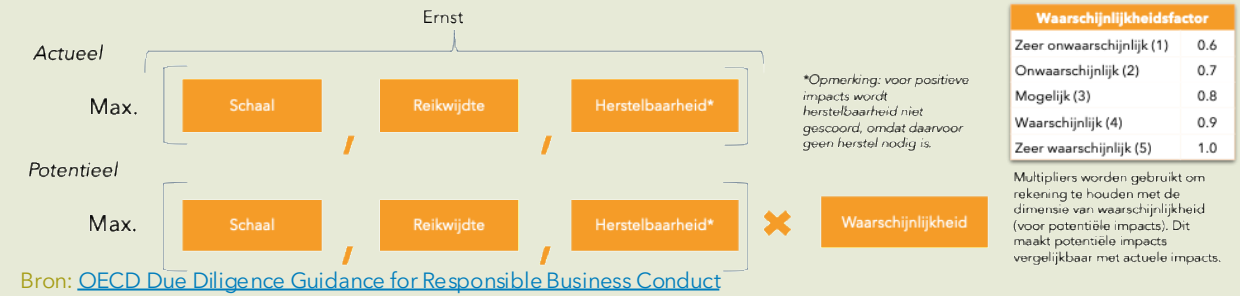 Ernst
Actueel
Max.
Schaal
,
Reikwijdte
,
Herstelbaarheid*
*Opmerking: voor positieve
impacts wordt
herstelbaarheid niet
gescoord, omdat daarvoor
geen herstel nodig is.
Potentieel
Max.
Schaal
,
Reikwijdte
,
Herstelbaarheid*
Waarschijnlijkheid
Waarschijnlijkheidsfactor
Zeer onwaarschijnlijk (1) 0.6
Onwaarschijnlijk (2) 0.7
Mogelijk (3) 0.8
Waarschijnlijk (4) 0.9
Zeer waarschijnlijk (5) 1.0
Multipliers worden gebruikt om
rekening te houden met de
dimensie van waarschijnlijkheid
(voor potentiële impacts). Dit
maakt potentiële impacts
vergelijkbaar met actuele impacts.
Bron: OECD Due Diligence Guidance for Responsible Business Conduct